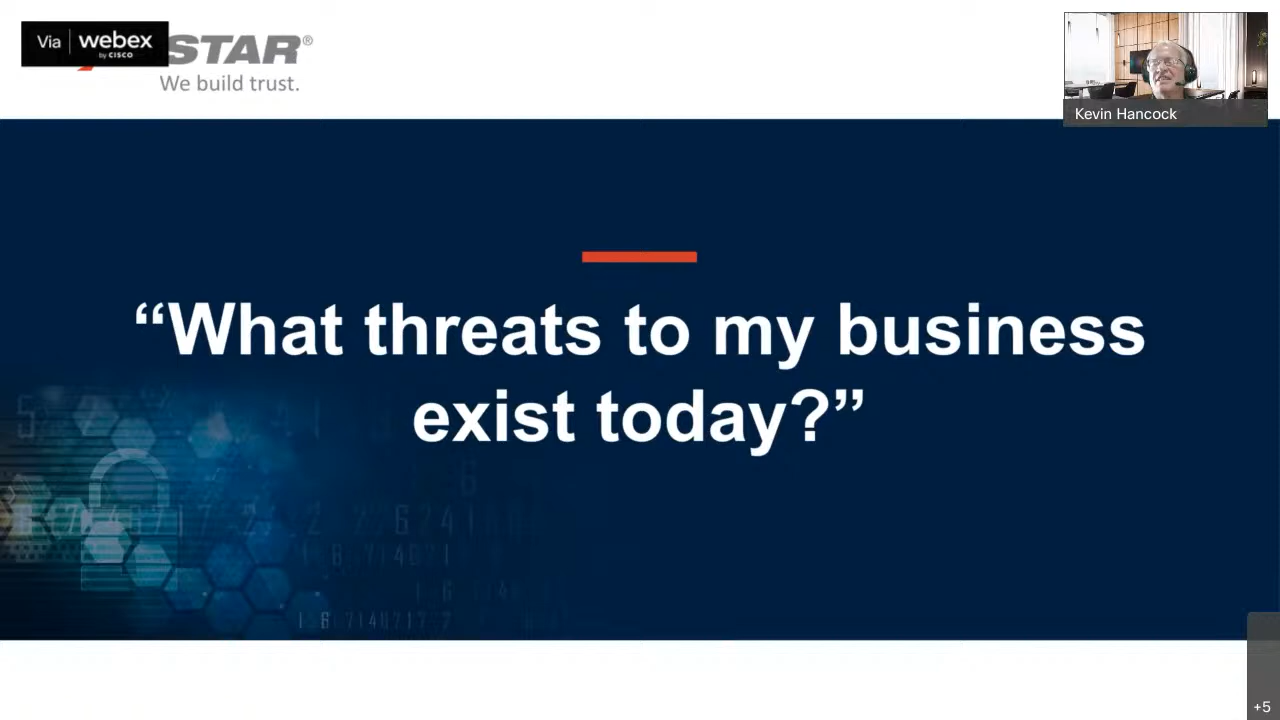 Via webex
by CISCO
STAR®
We build trust.
Kevin Hancock
“What threats to my business
exist today?”
+5